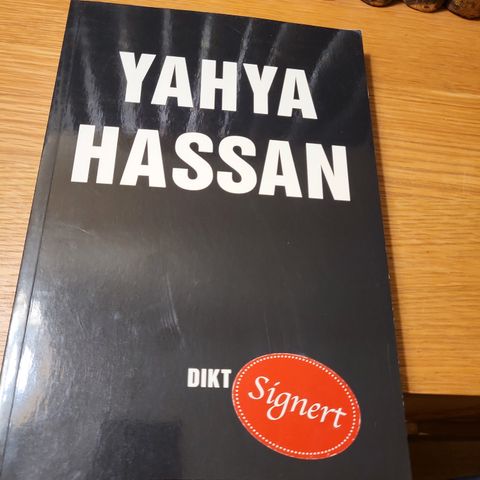 YAHYA
HASSAN
DIKT
Signert